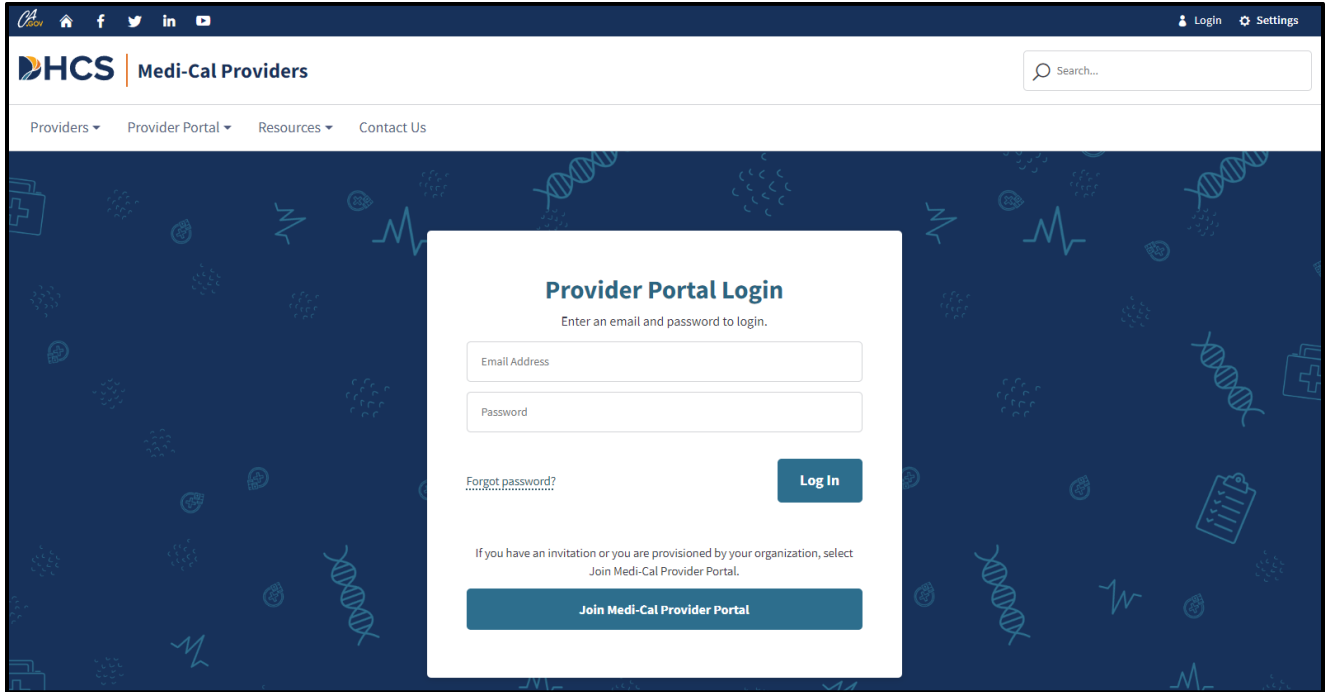 CA.GOV
Login
Settings
DHCS
Medi-Cal Providers
Search...
Providers
Provider Portal
Resources
Contact Us
Provider Portal Login
Enter an email and password to login.
Email Address
Password
Forgot password?
Log In
If you have an invitation or you are provisioned by your organization, select
Join Medi-Cal Provider Portal.
Join Medi-Cal Provider Portal